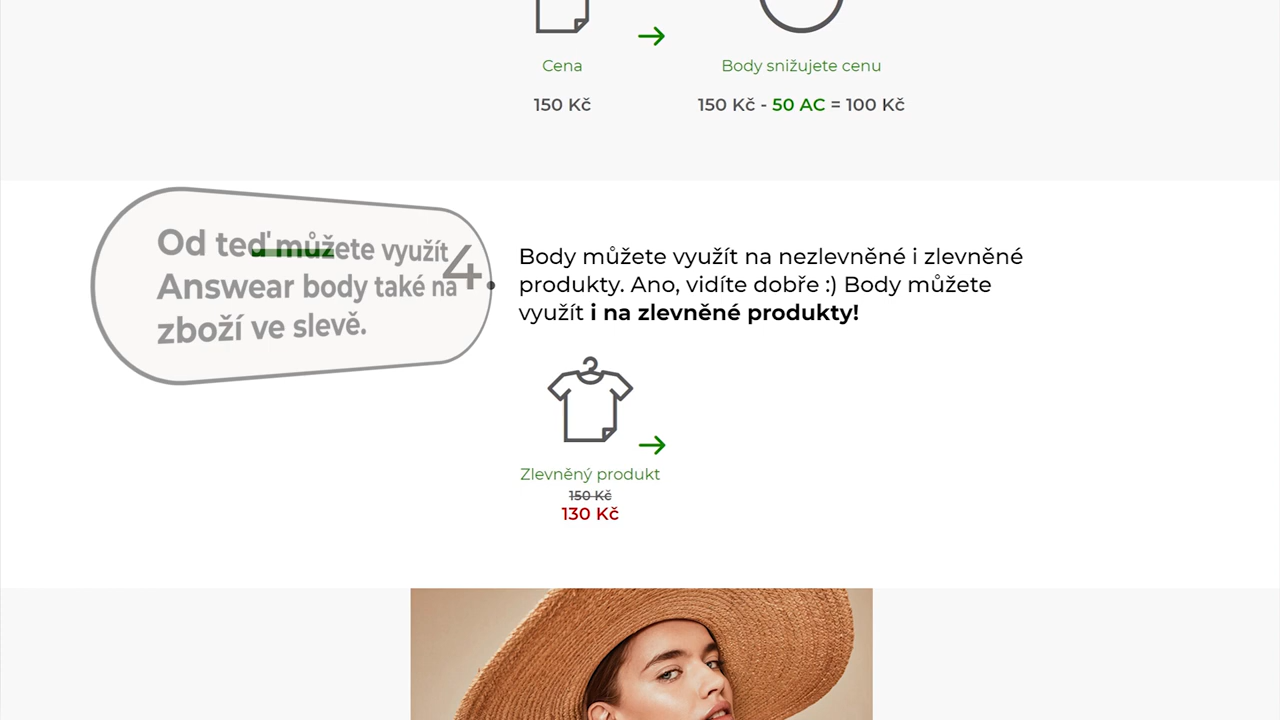 Cena
Body snižujete cenu
150 Kč
150 Kč - 50 AC = 100 Kč
Od teď můžete využít
Answear body také na
zboží ve slevě.
4.
Body můžete využít na nezlevněné i zlevněné
produkty. Ano, vidíte dobře :) Body můžete
využít i na zlevněné produkty!
Zlevněný produkt
150 Kč
130 Kč